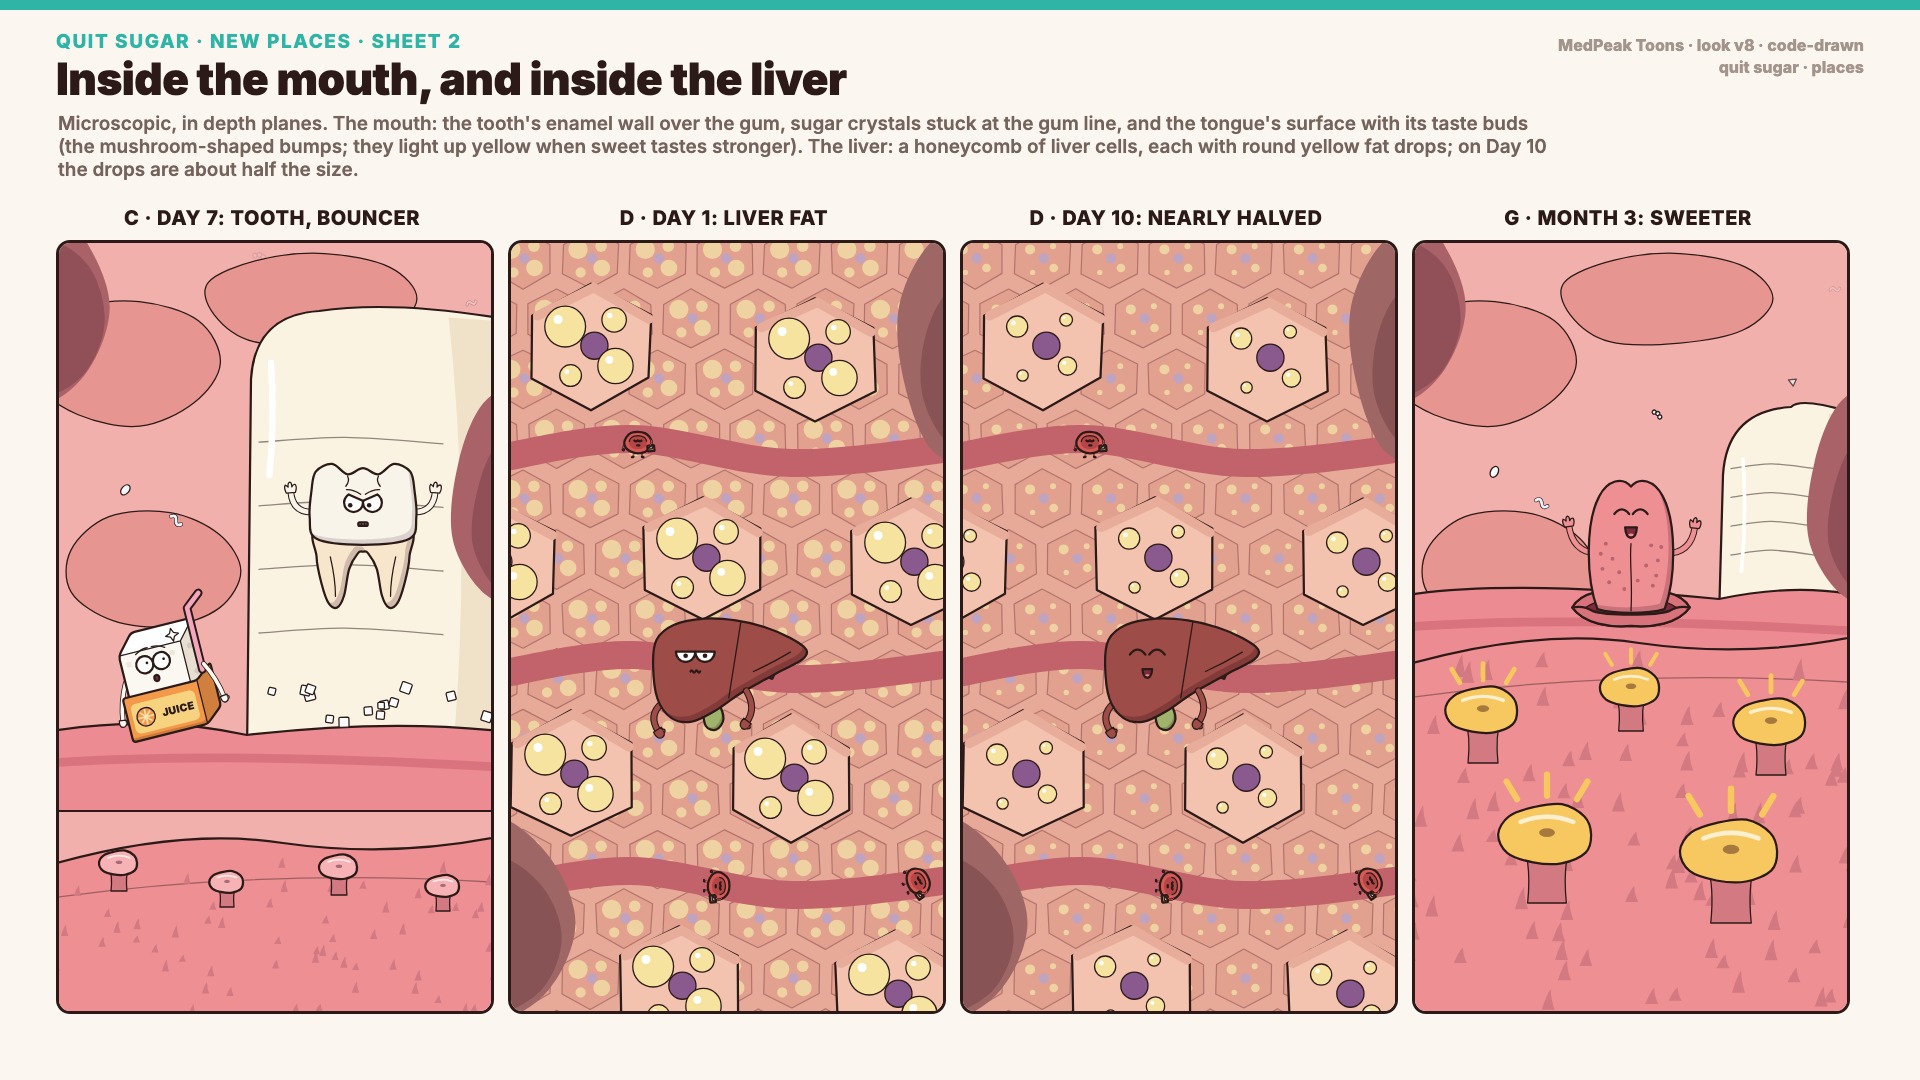 QUIT SUGAR · NEW PLACES · SHEET 2
Inside the mouth, and inside the liver
MedPeak Toons · look v8 · code-drawn
quit sugar · places
Microscopic, in depth planes. The mouth: the tooth's enamel wall over the gum, sugar crystals stuck at the gum line, and the tongue's surface with its taste buds
(the mushroom-shaped bumps; they light up yellow when sweet tastes stronger). The liver: a honeycomb of liver cells, each with round yellow fat drops; on Day 10
the drops are about half the size.
C · DAY 7: TOOTH, BOUNCER
D · DAY 1: LIVER FAT
D · DAY 10: NEARLY HALVED
G · MONTH 3: SWEETER
JUICE